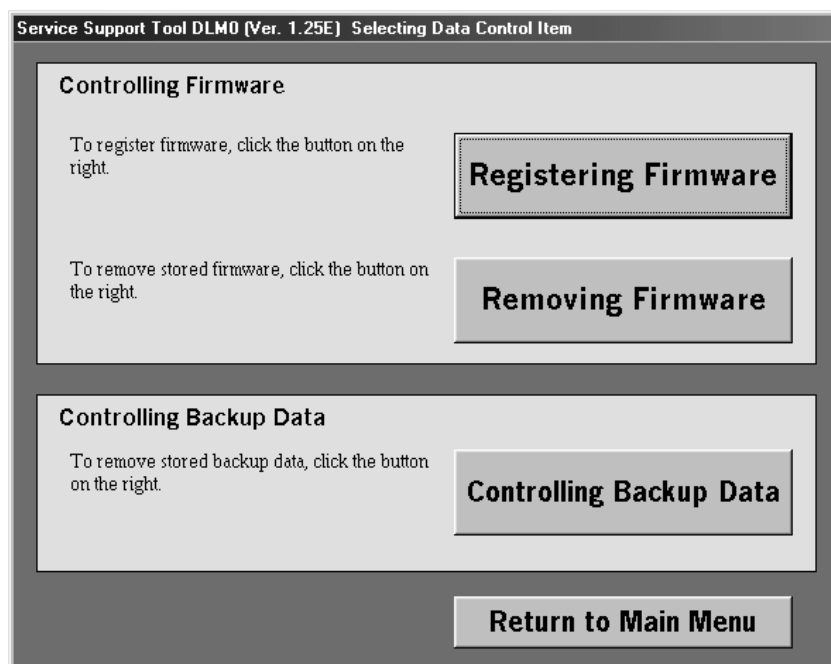 Service Support Tool DLM0 (Ver. 1.25E) Selecting Data Control Item
Controlling Firmware
To register firmware, click the button on the
right.
Registering Firmware
To remove stored firmware, click the button on
the right.
Removing Firmware
Controlling Backup Data
To remove stored backup data, click the button
on the right.
Controlling Backup Data
Return to Main Menu